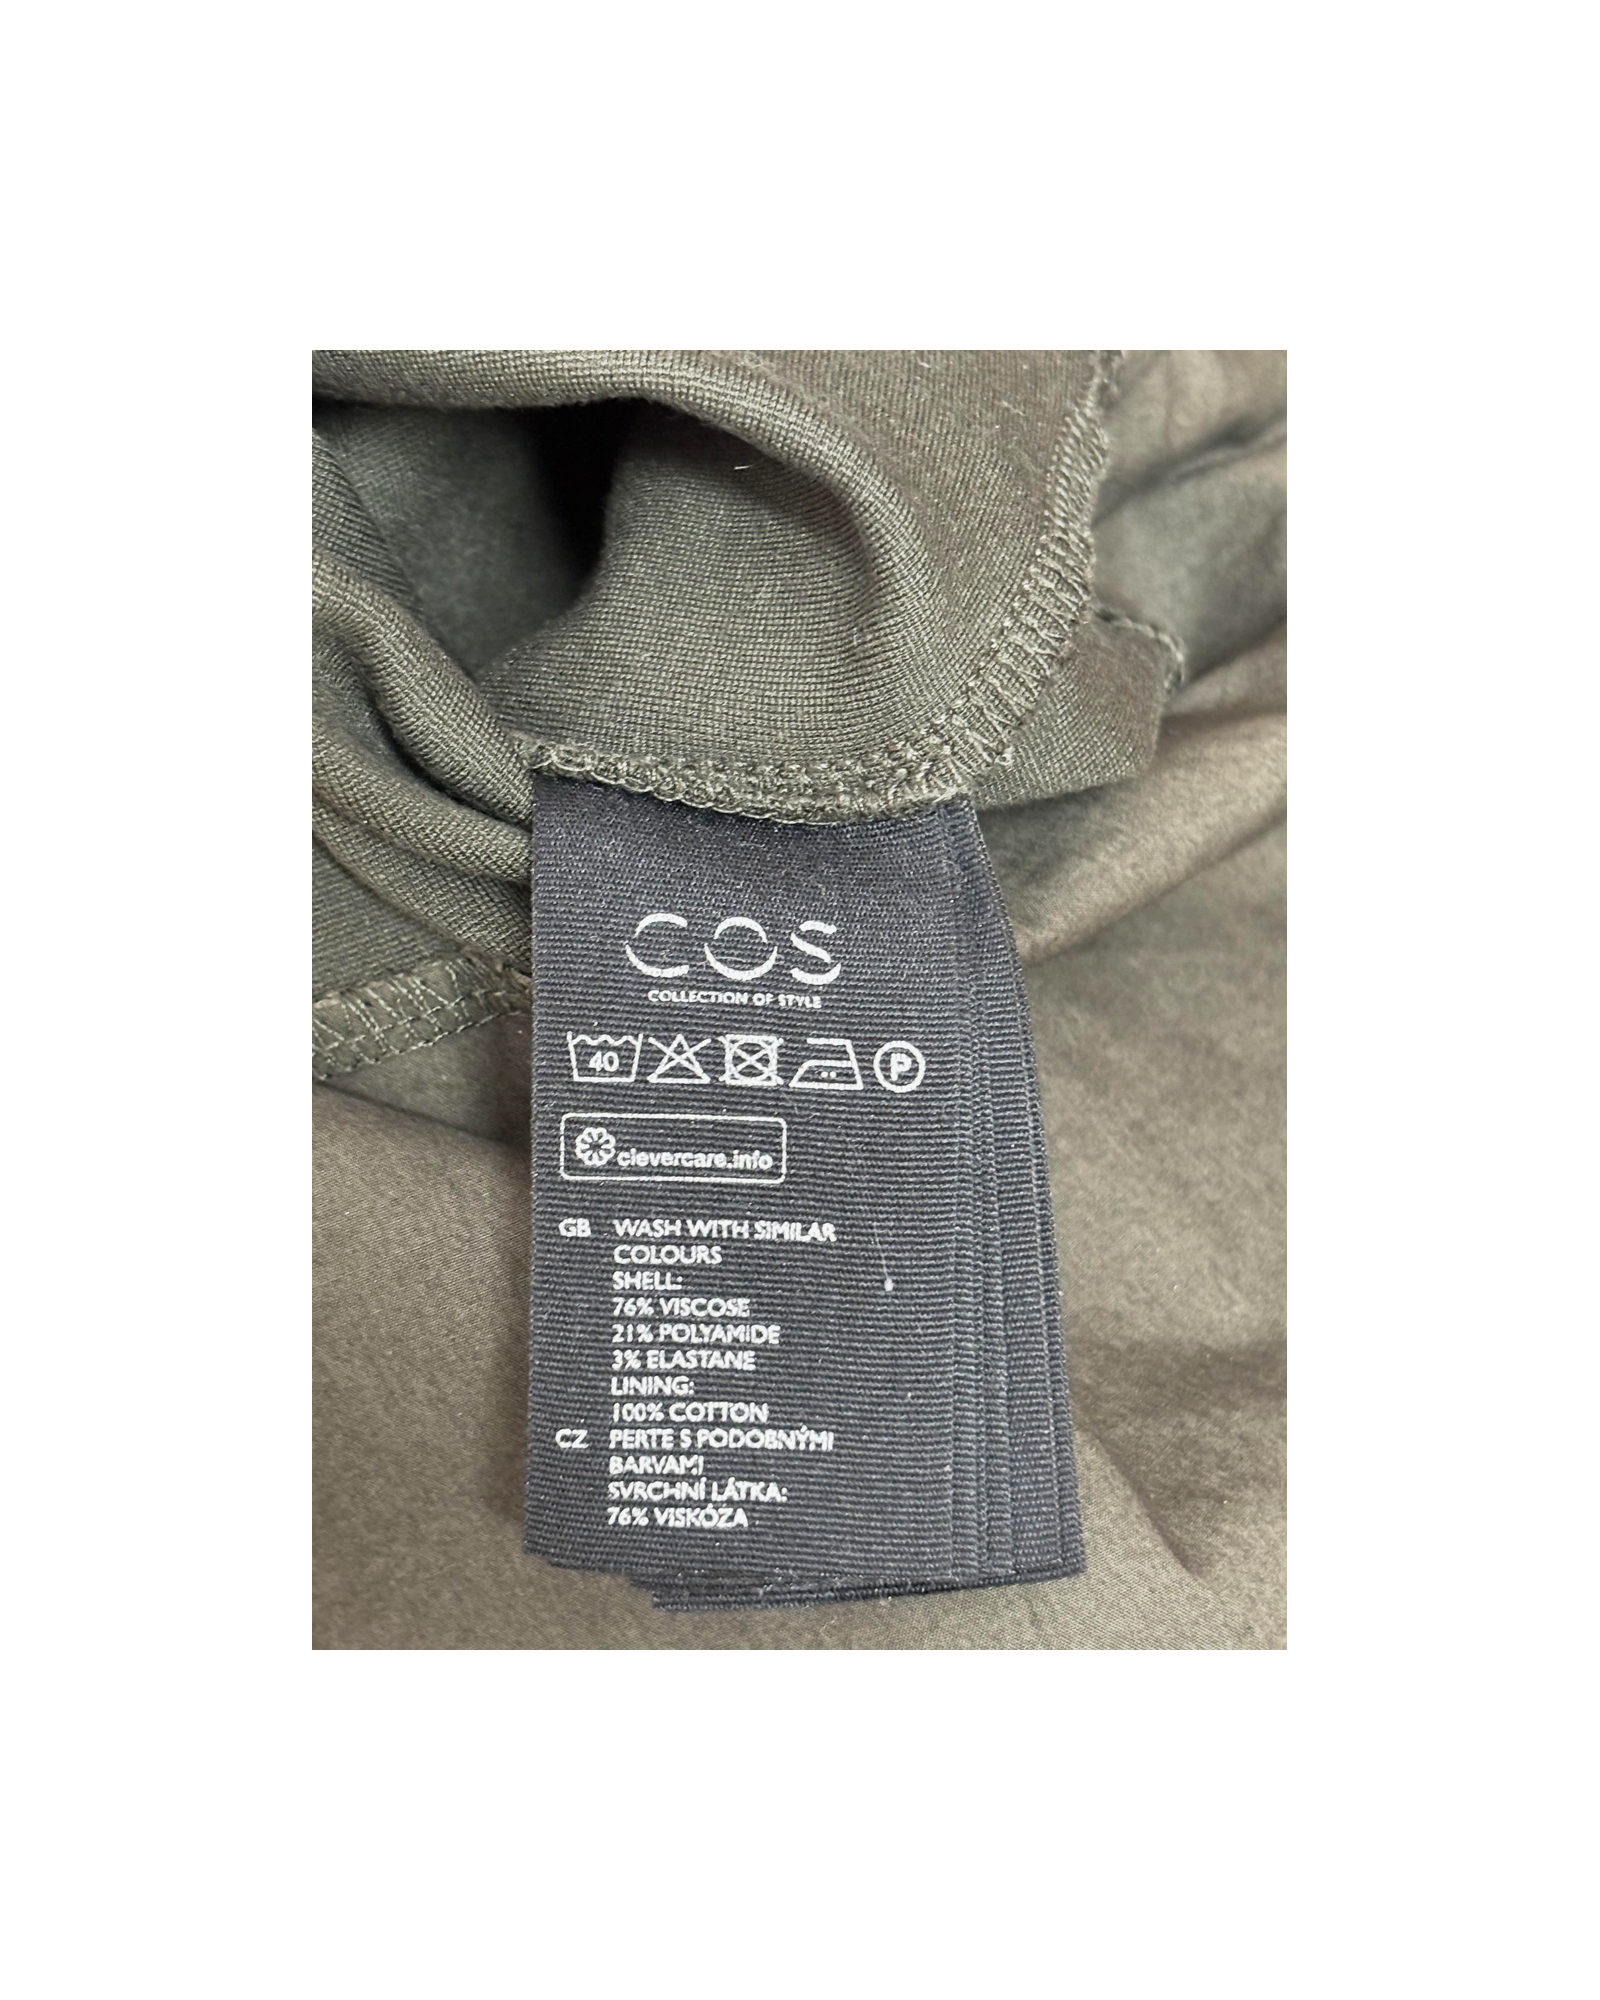 COS
COLLECTION OF STYLE
40 P
clevercare.info
GB WASH WITH SIMILAR
COLOURS
SHELL:
76% VISCOSE
21% POLYAMIDE
3% ELASTANE
LINING:
100% COTTON
CZ PERTE S PODOBNÝMI
BARVAMI
SVRCHNÍ LÁTKA:
76% VISKÓZA